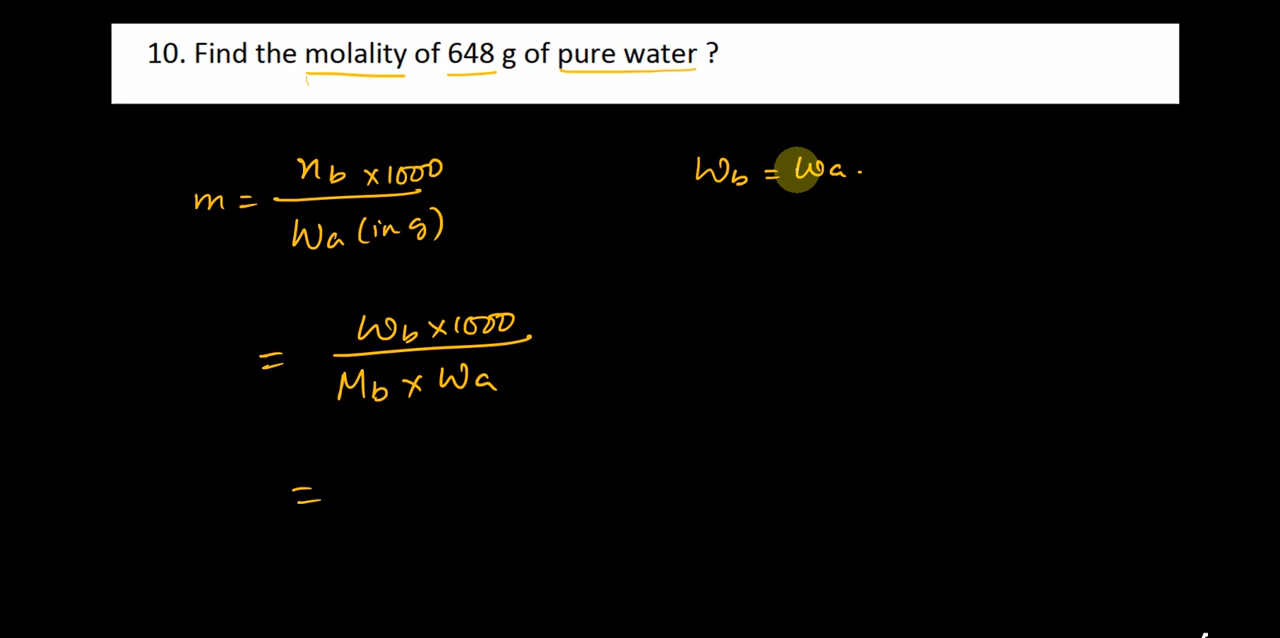 10. Find the molality of 648 g of pure water ?
m = n_b × 1000 / W_a (in g)
W_b = W_a .
= W_b × 1000 / M_b × W_a
=